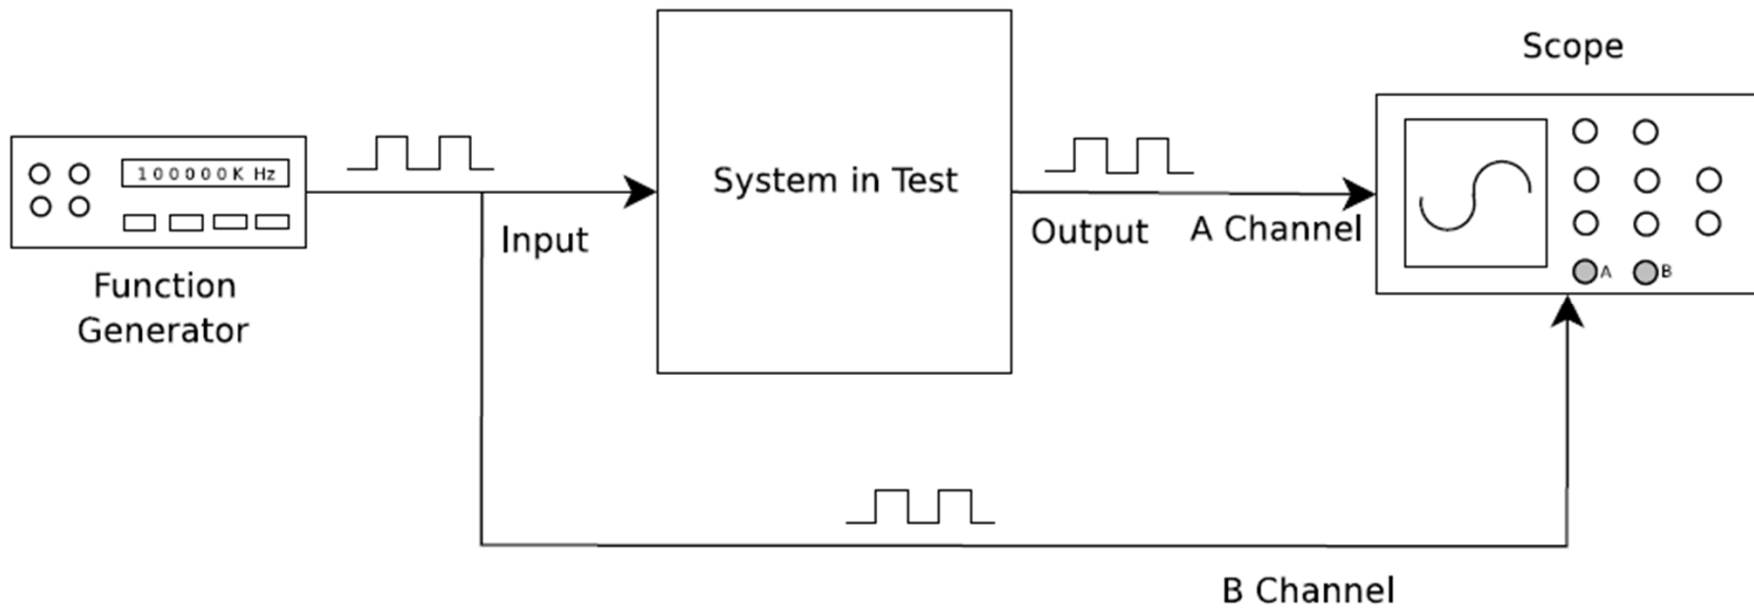 Scope
100000K Hz
System in Test
Input
Output
A Channel
A
B
Function
Generator
B Channel